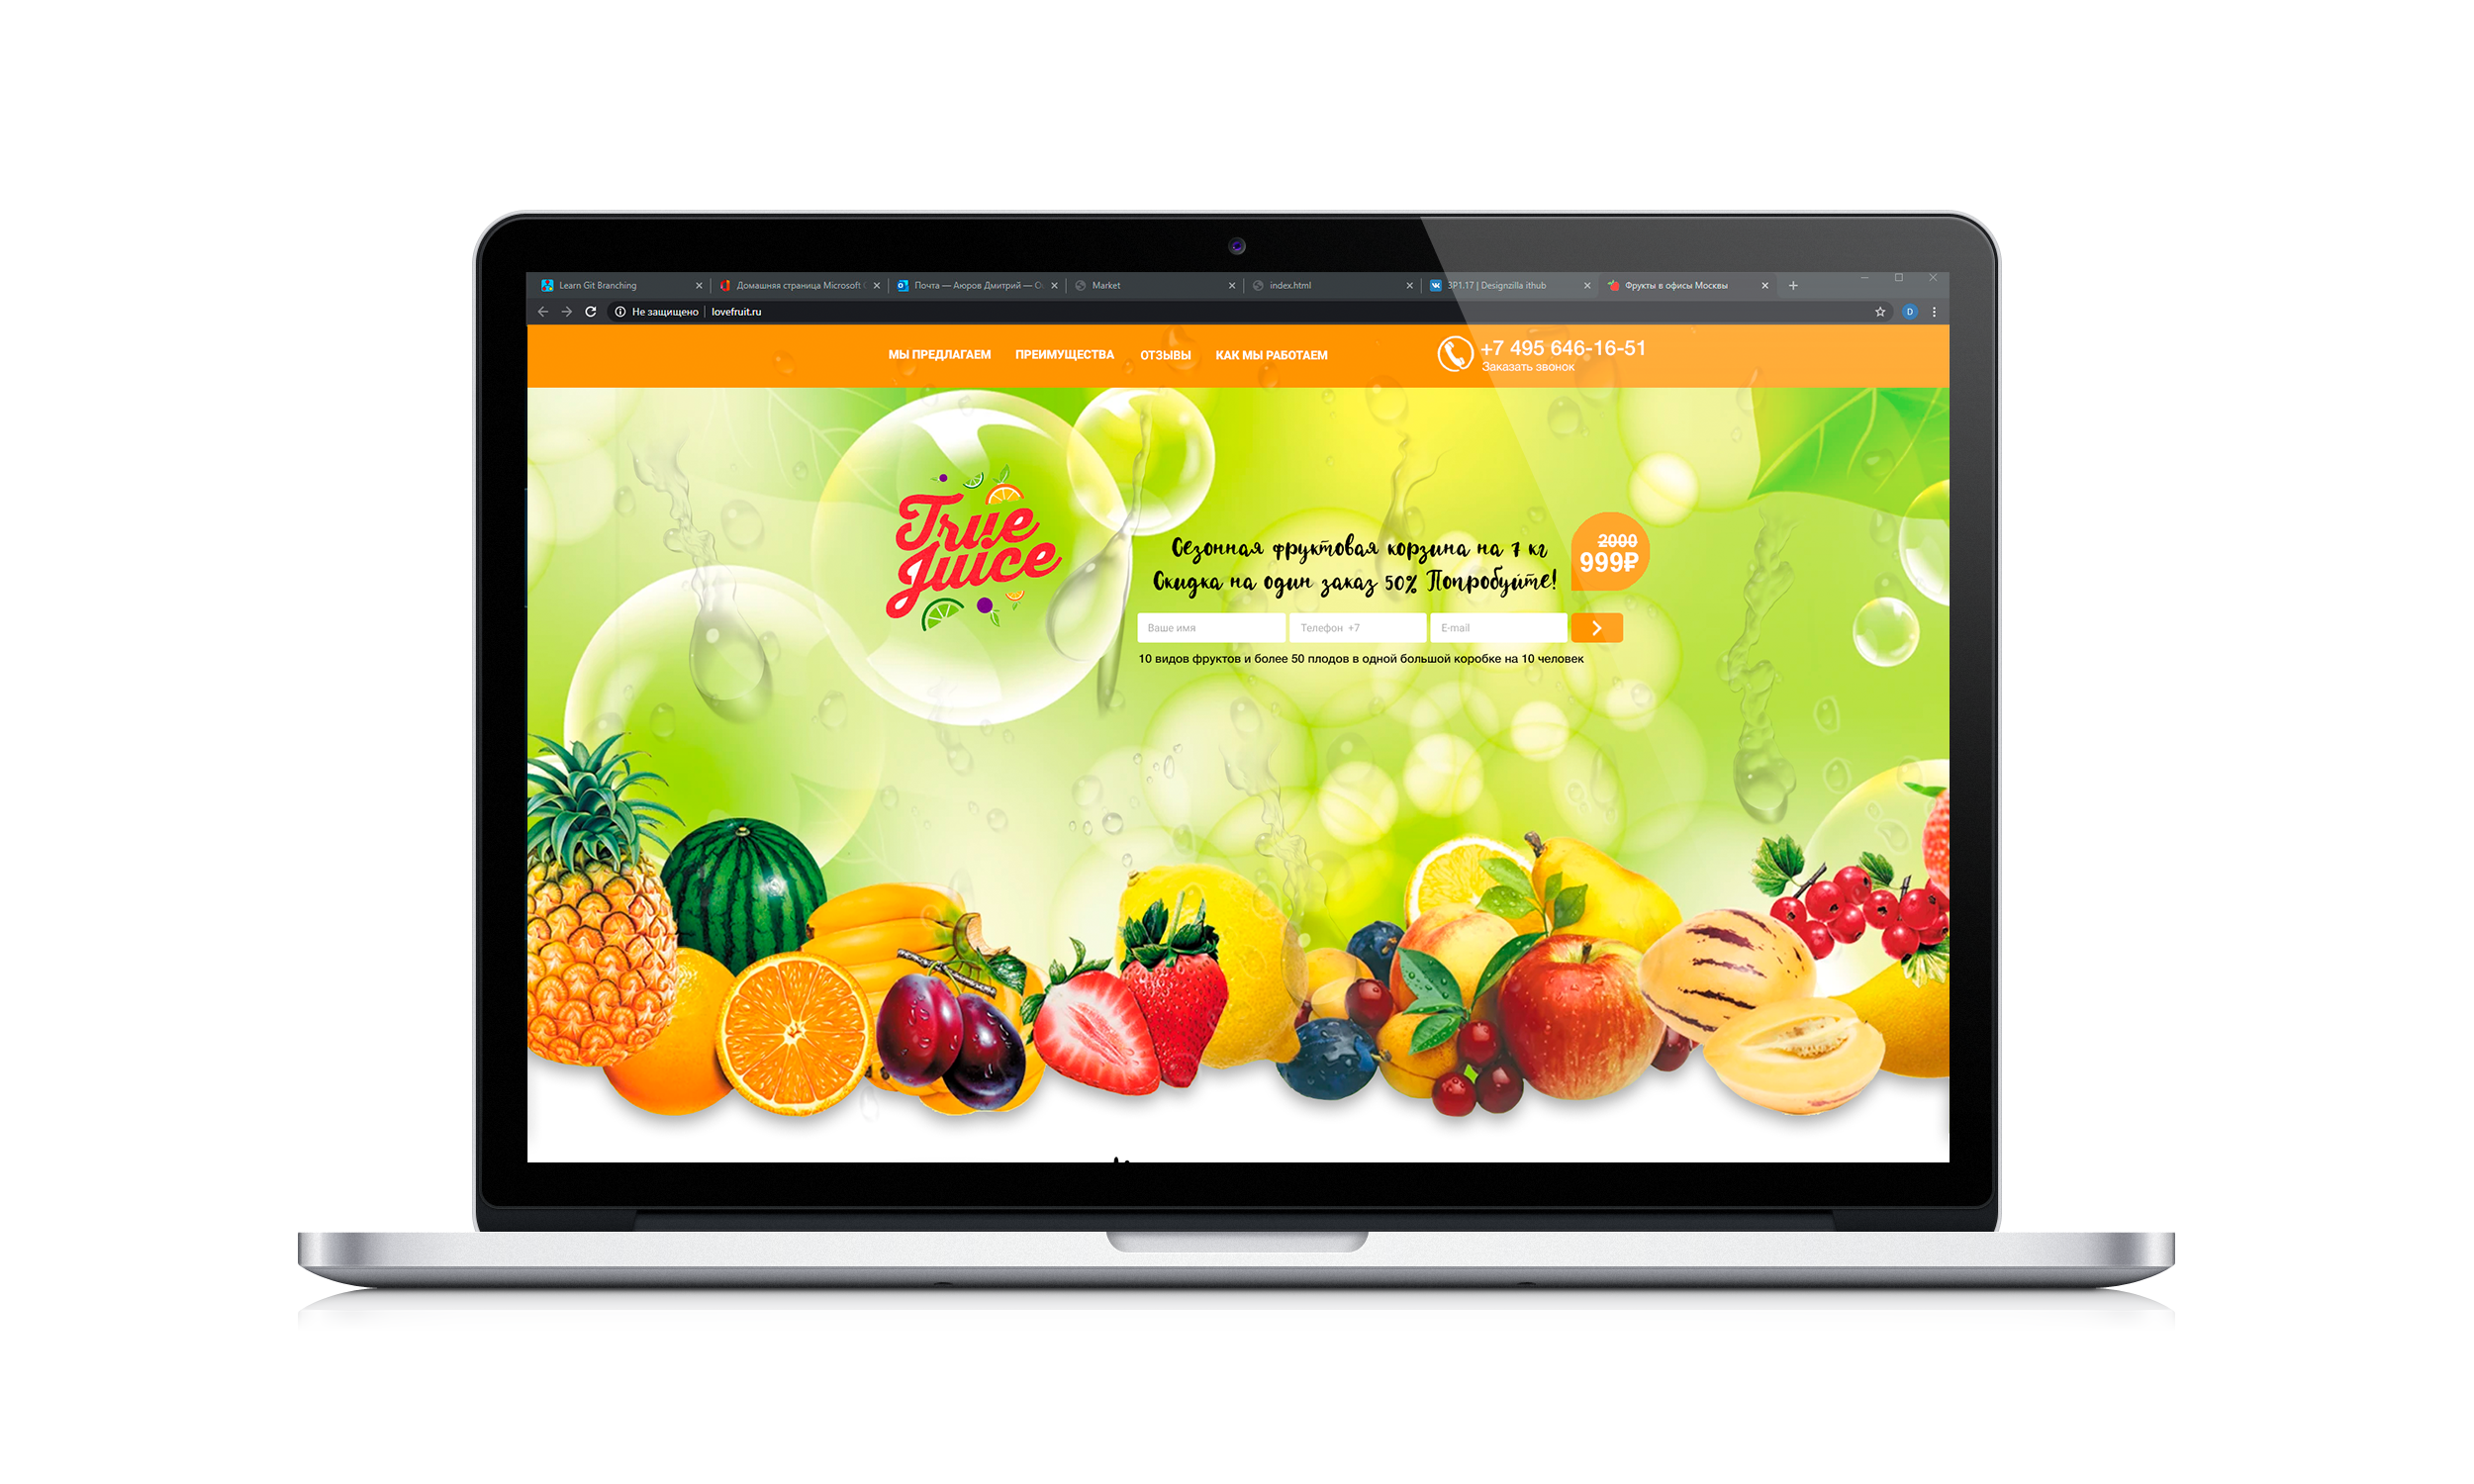 Learn Git Branching
Домашняя страница Microsoft
Почта — Аюров Дмитрий — O
Market
index.html
3P1.17 | Designzilla ithub
Фрукты в офисы Москвы
Не защищено | lovefruit.ru
D
МЫ ПРЕДЛАГАЕМ
ПРЕИМУЩЕСТВА
ОТЗЫВЫ
КАК МЫ РАБОТАЕМ
+7 495 646-16-51
Заказать звонок
True
Juice
Сезонная фруктовая корзина на 7 кг
Скидка на один заказ 50% Попробуйте!
2000
999₽
Ваше имя
Телефон +7
E-mail
10 видов фруктов и более 50 плодов в одной большой коробке на 10 человек